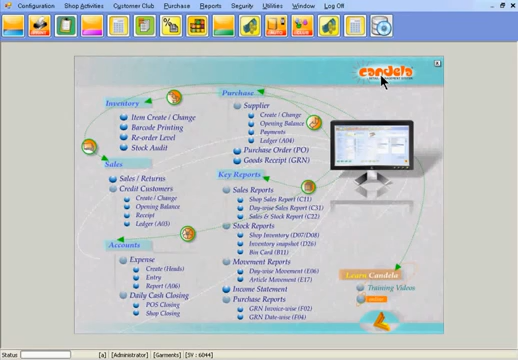 Configuration Shop Activities Customer Club Purchase Reports Security Utilities Window Log Off
candela
Inventory
Item Create / Change
Barcode Printing
Re-order Level
Stock Audit
Sales
Sales / Returns
Credit Customers
Create / Change
Opening Balance
Receipt
Ledger (A05)
Accounts
Expense
Create (Heads)
Entry
Report (A06)
Daily Cash Closing
POS Closing
Shop Closing
Purchase
Supplier
Create / Change
Opening Balance
Payments
Ledger (A04)
Purchase Order (PO)
Goods Receipt (GRN)
Key Reports
Sales Reports
Shop Sales Report (C11)
Day-wise Sales Report (C31)
Sales & Stock Report (C22)
Stock Reports
Shop Inventory (D07/D08)
Inventory snapshot (D26)
Bin Card (B11)
Movement Reports
Day-wise Movement (E06)
Article Movement (E17)
Income Statement
Purchase Reports
GRN Invoice-wise (F02)
GRN Date-wise (F04)
Learn Candela
Training Videos
State [a] [Administrator] [Garments] [SV : 6044]